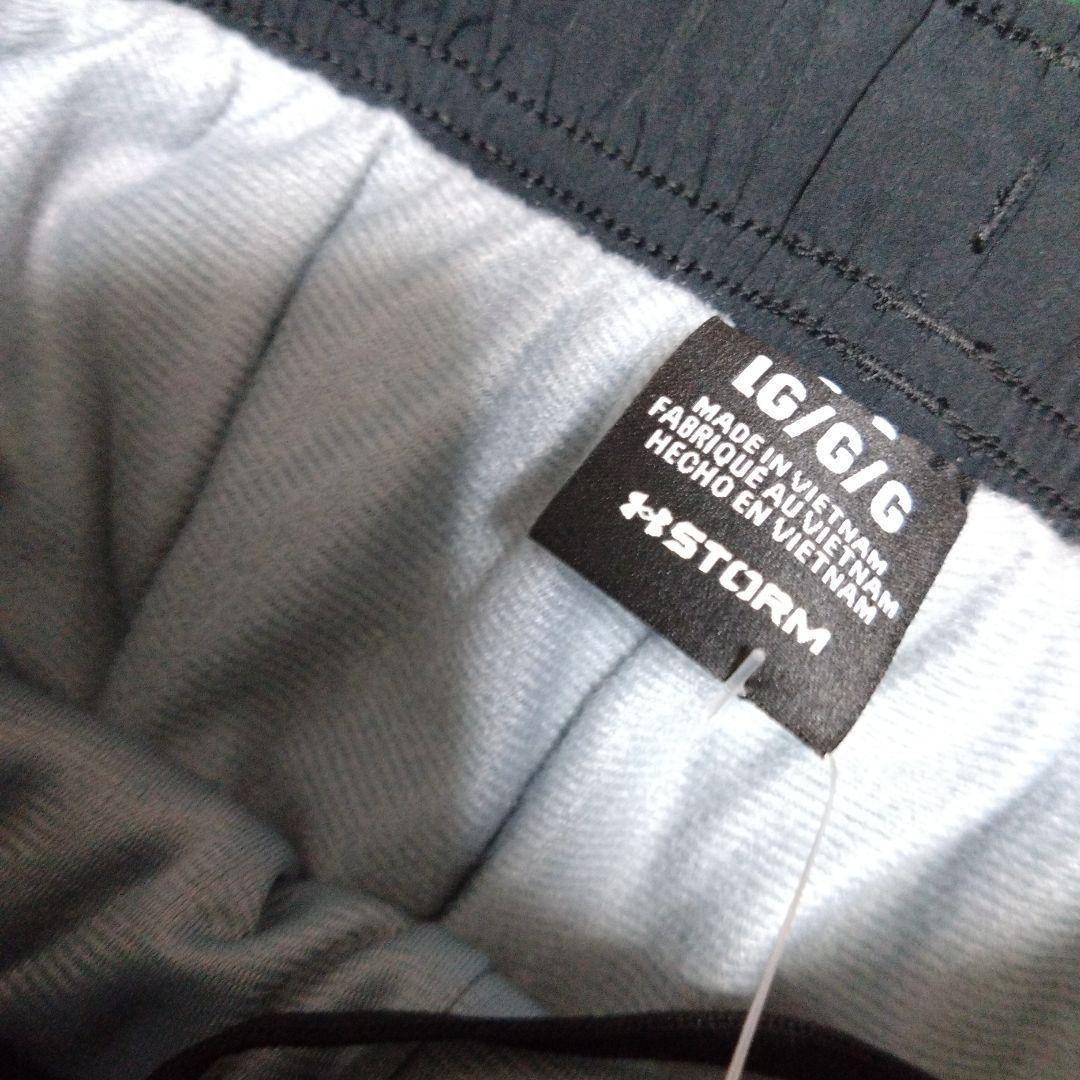 LG/G/G
MADE IN VIETNAM
FABRIQUÉ AU VIETNAM
HECHO EN VIETNAM
STORM